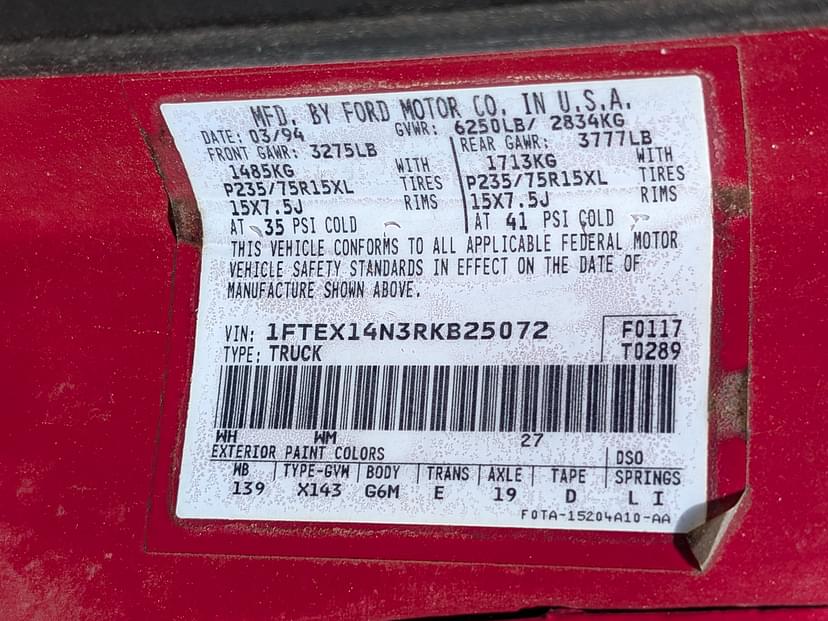 MFD. BY FORD MOTOR CO. IN U.S.A.
DATE: 03/94 GVWR: 6250LB/ 2834KG
FRONT GAWR: 3275LB REAR GAWR: 3777LB
1485KG WITH 1713KG WITH
P235/75R15XL TIRES P235/75R15XL TIRES
15X7.5J RIMS 15X7.5J RIMS
AT 35 PSI COLD AT 41 PSI COLD
THIS VEHICLE CONFORMS TO ALL APPLICABLE FEDERAL MOTOR
VEHICLE SAFETY STANDARDS IN EFFECT ON THE DATE OF
MANUFACTURE SHOWN ABOVE.
VIN: 1FTEX14N3RKB25072 F0117
TYPE: TRUCK T0289
WH WM 27
EXTERIOR PAINT COLORS DSO
WB TYPE-GVW BODY TRANS AXLE TAPE SPRINGS
139 X143 G6M E 19 D L I
F0TA-15204A10-AA